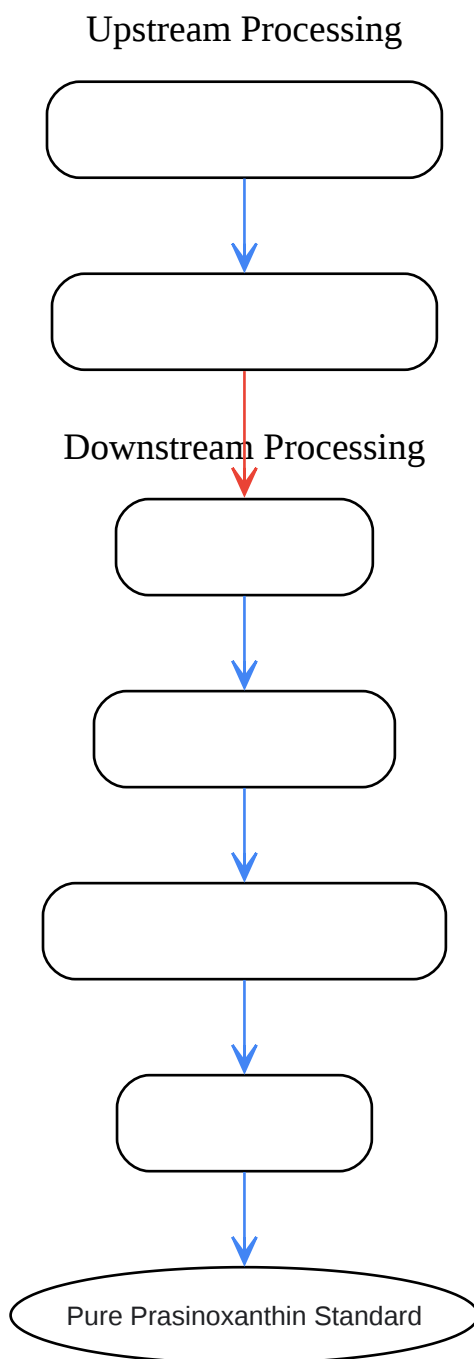 Upstream Processing
Downstream Processing
Pure Prasinoxanthin Standard